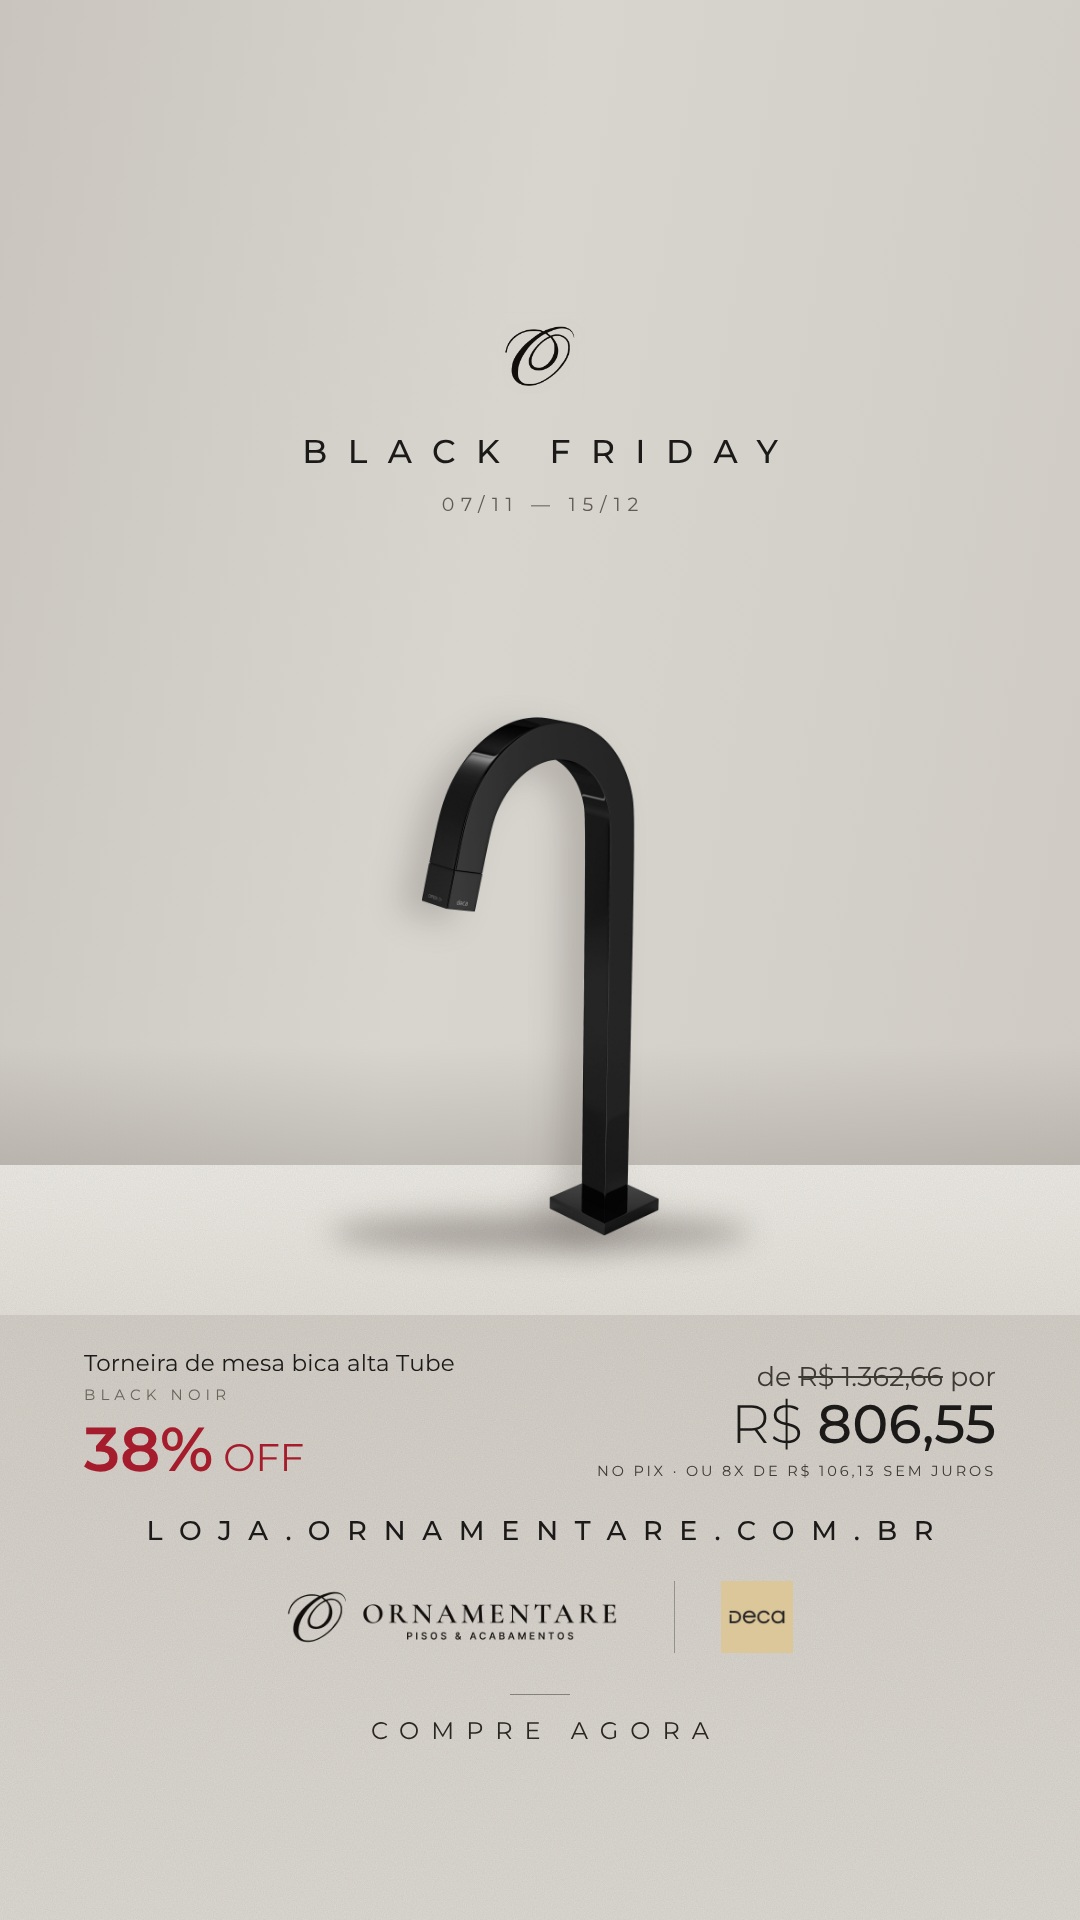 BLACK FRIDAY
07/11 — 15/12
Torneira de mesa bica alta Tube
BLACK NOIR
38% OFF
de R$ 1.362,66 por
R$ 806,55
NO PIX · OU 8X DE R$ 106,13 SEM JUROS
LOJA.ORNAMENTARE.COM.BR
ORNAMENTARE
PISOS & ACABAMENTOS
Deca
COMPRE AGORA